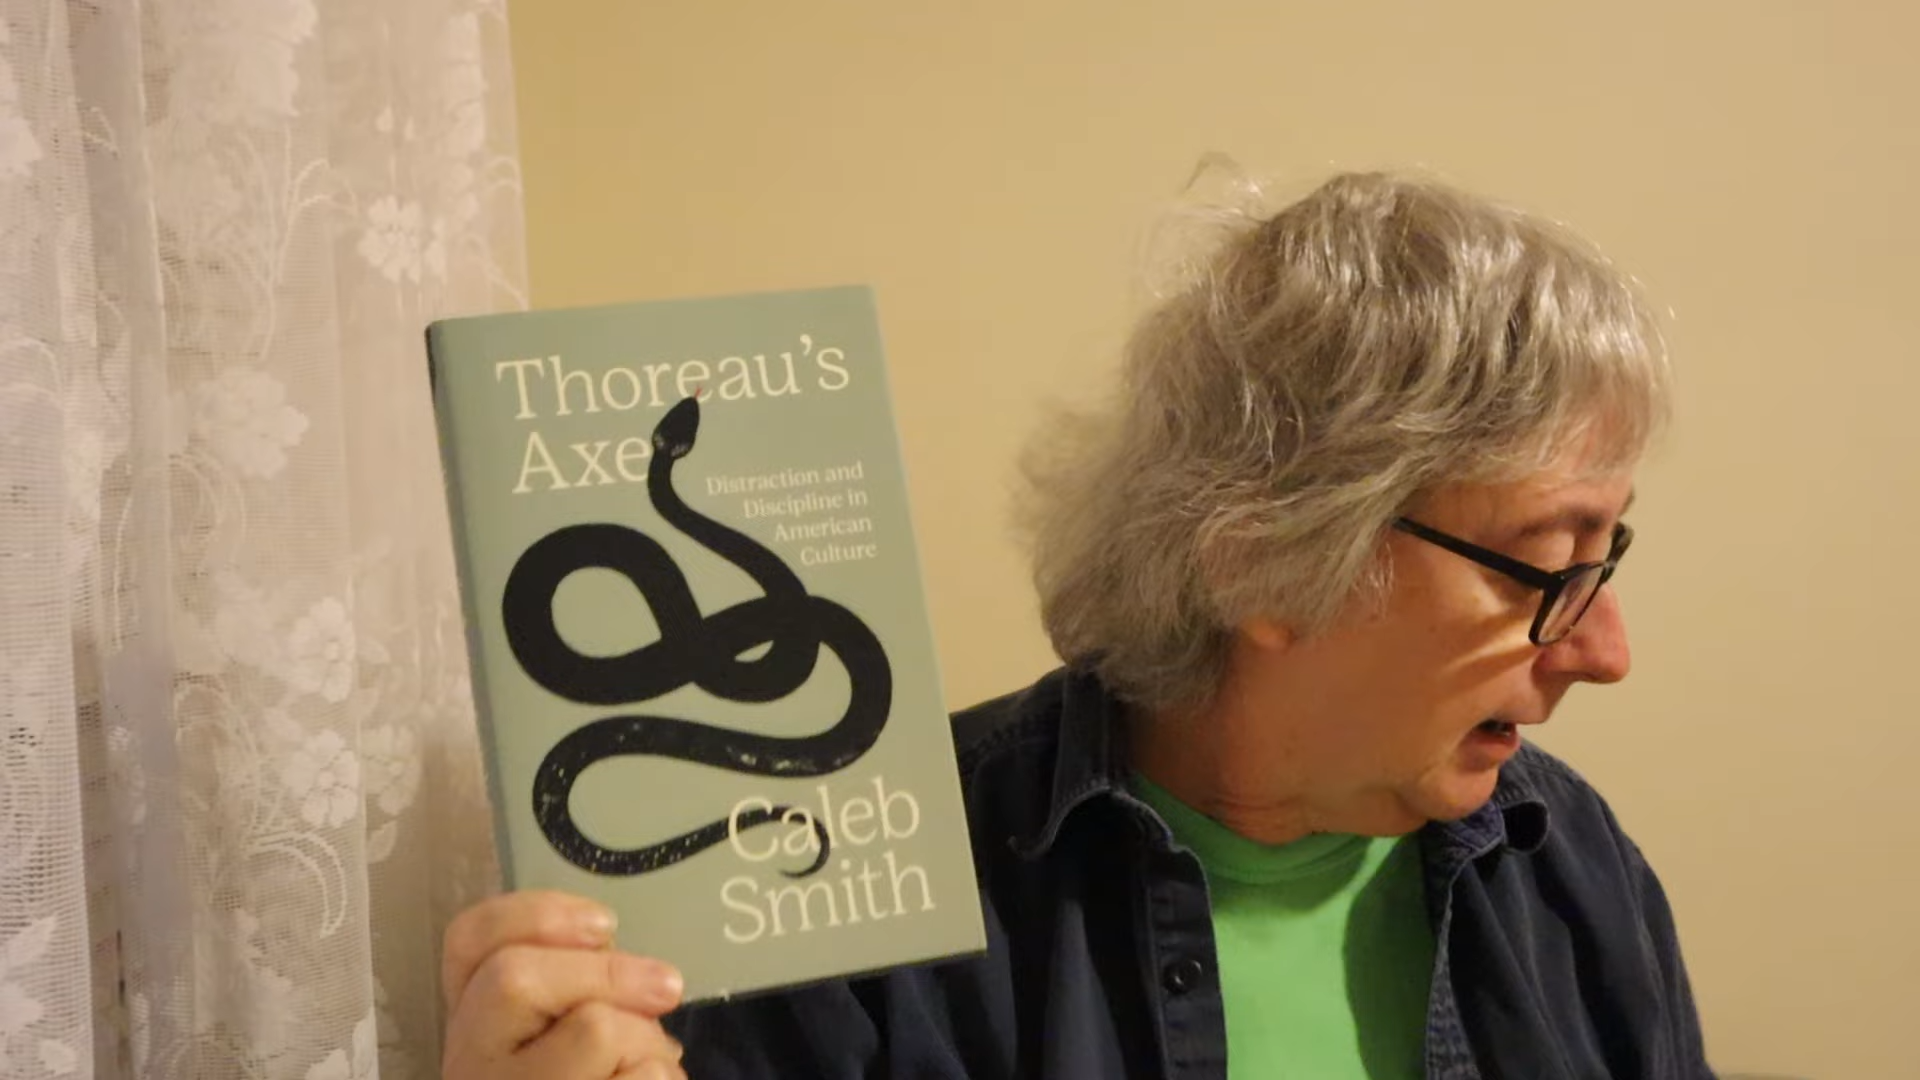 Thoreau's
Axe
Distraction and
Discipline in
American
Culture
Caleb
Smith